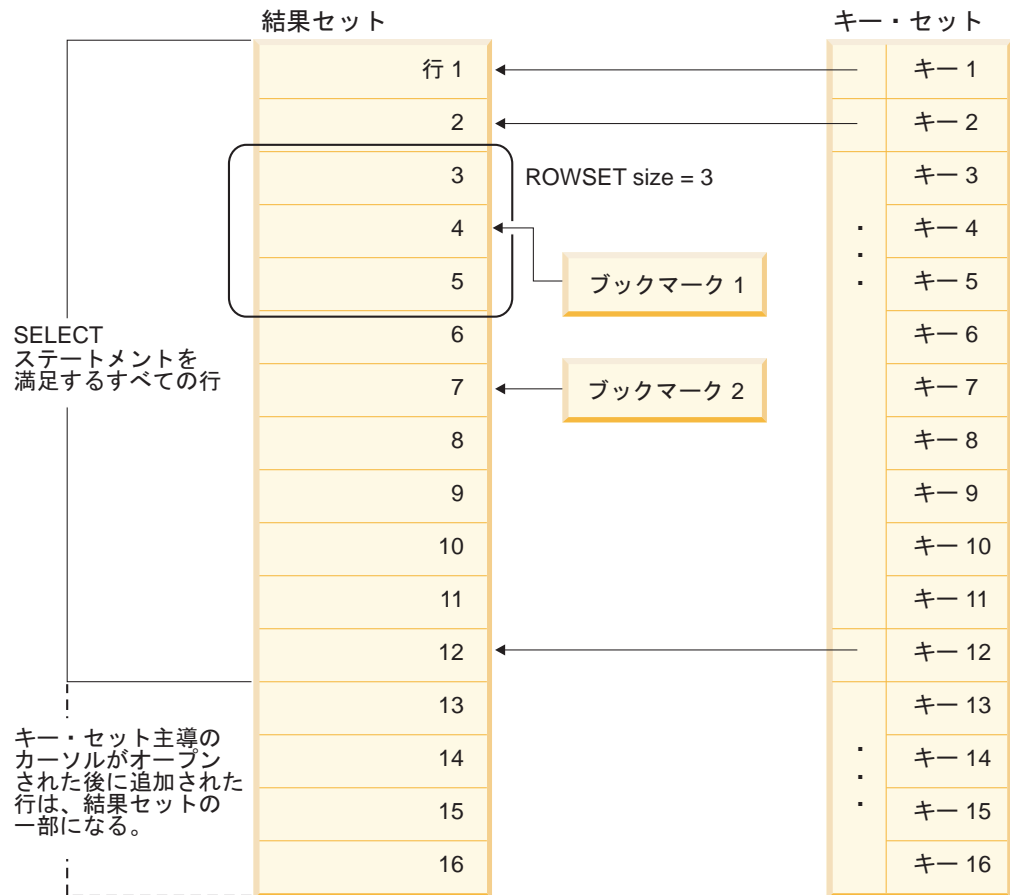 結果セット
キー・セット
行 1
2
3
4
5
6
7
8
9
10
11
12
13
14
15
16
ROWSET size = 3
ブックマーク 1
ブックマーク 2
キー 1
キー 2
キー 3
キー 4
キー 5
キー 6
キー 7
キー 8
キー 9
キー 10
キー 11
キー 12
キー 13
キー 14
キー 15
キー 16
・
・
・
・
・
・
SELECT
ステートメントを
満足するすべての行
キー・セット主導の
カーソルがオープン
された後に追加された
行は、結果セットの
一部になる。